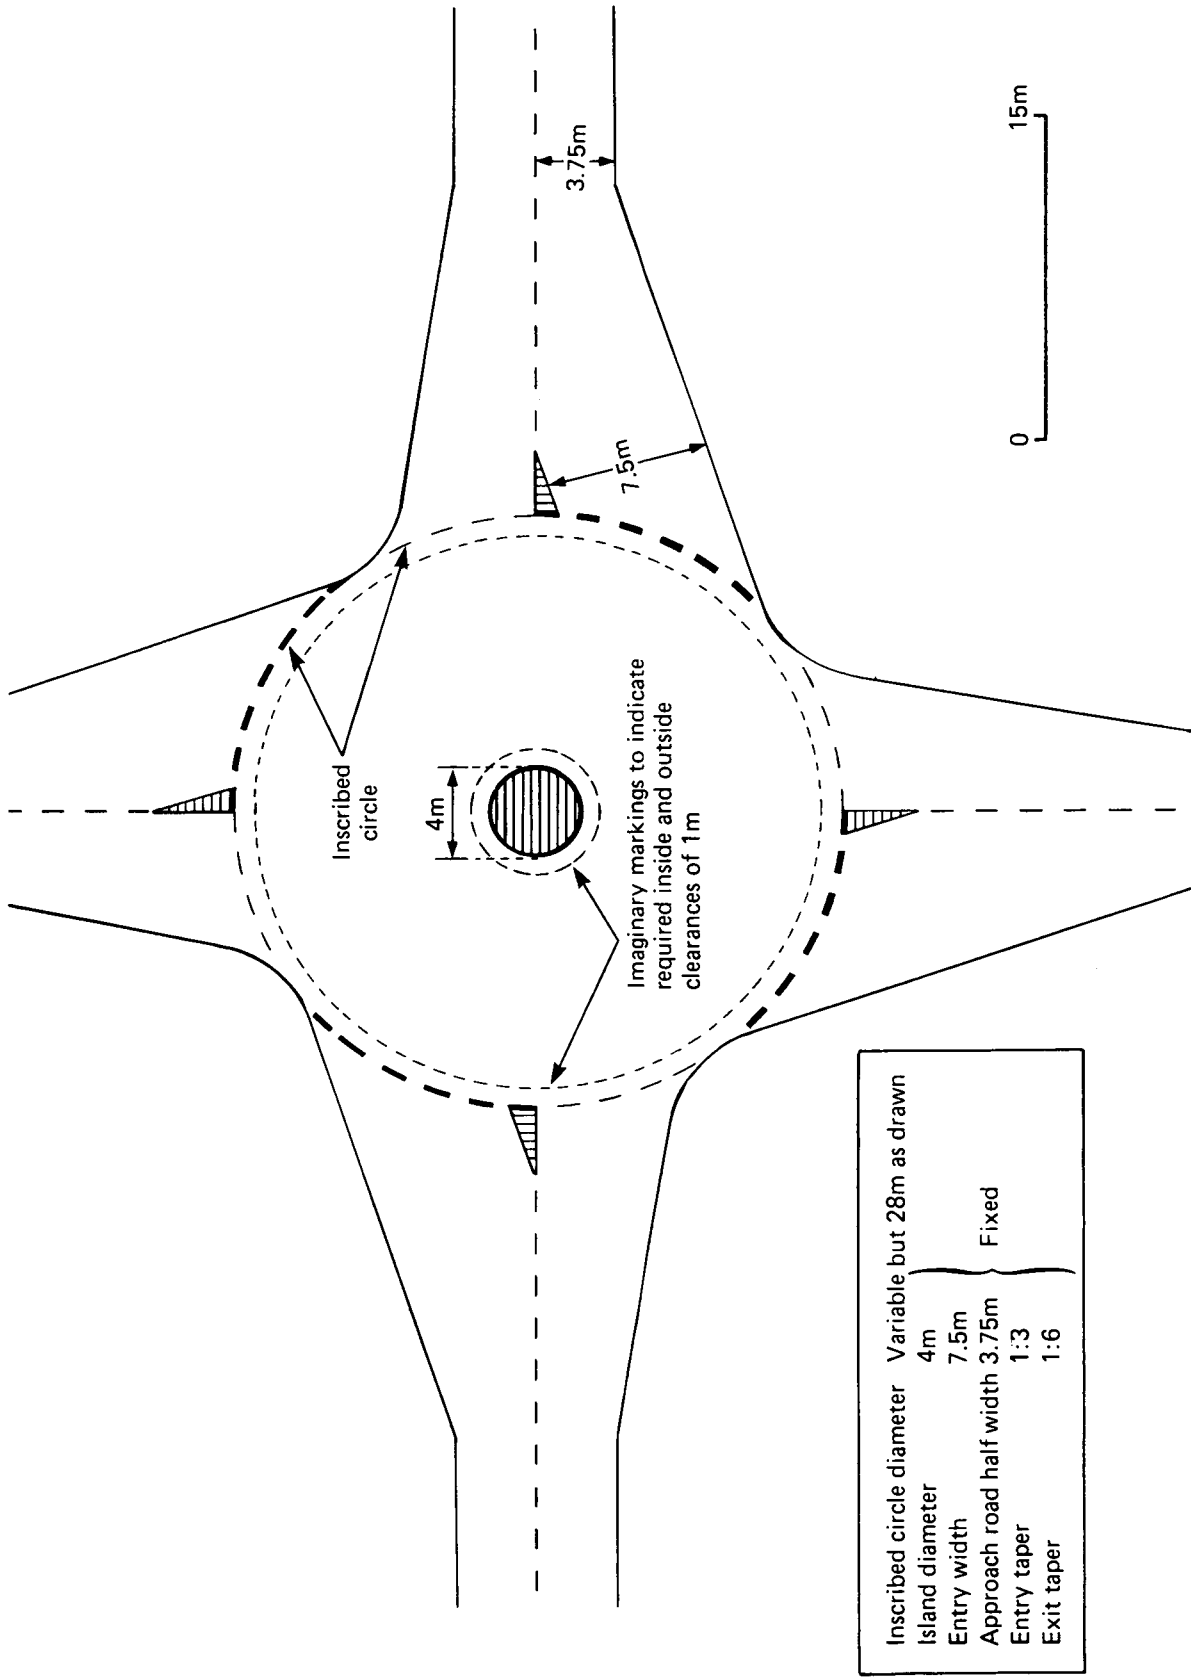 Inscribed circle diameter Variable but 28m as drawn
Island diameter 4m
Entry width 7.5m
Approach road half width 3.75m
Entry taper 1:3
Exit taper 1:6
Fixed
Inscribed
circle
4m
Imaginary markings to indicate
required inside and outside
clearances of 1m
7.5m
3.75m
0 15m